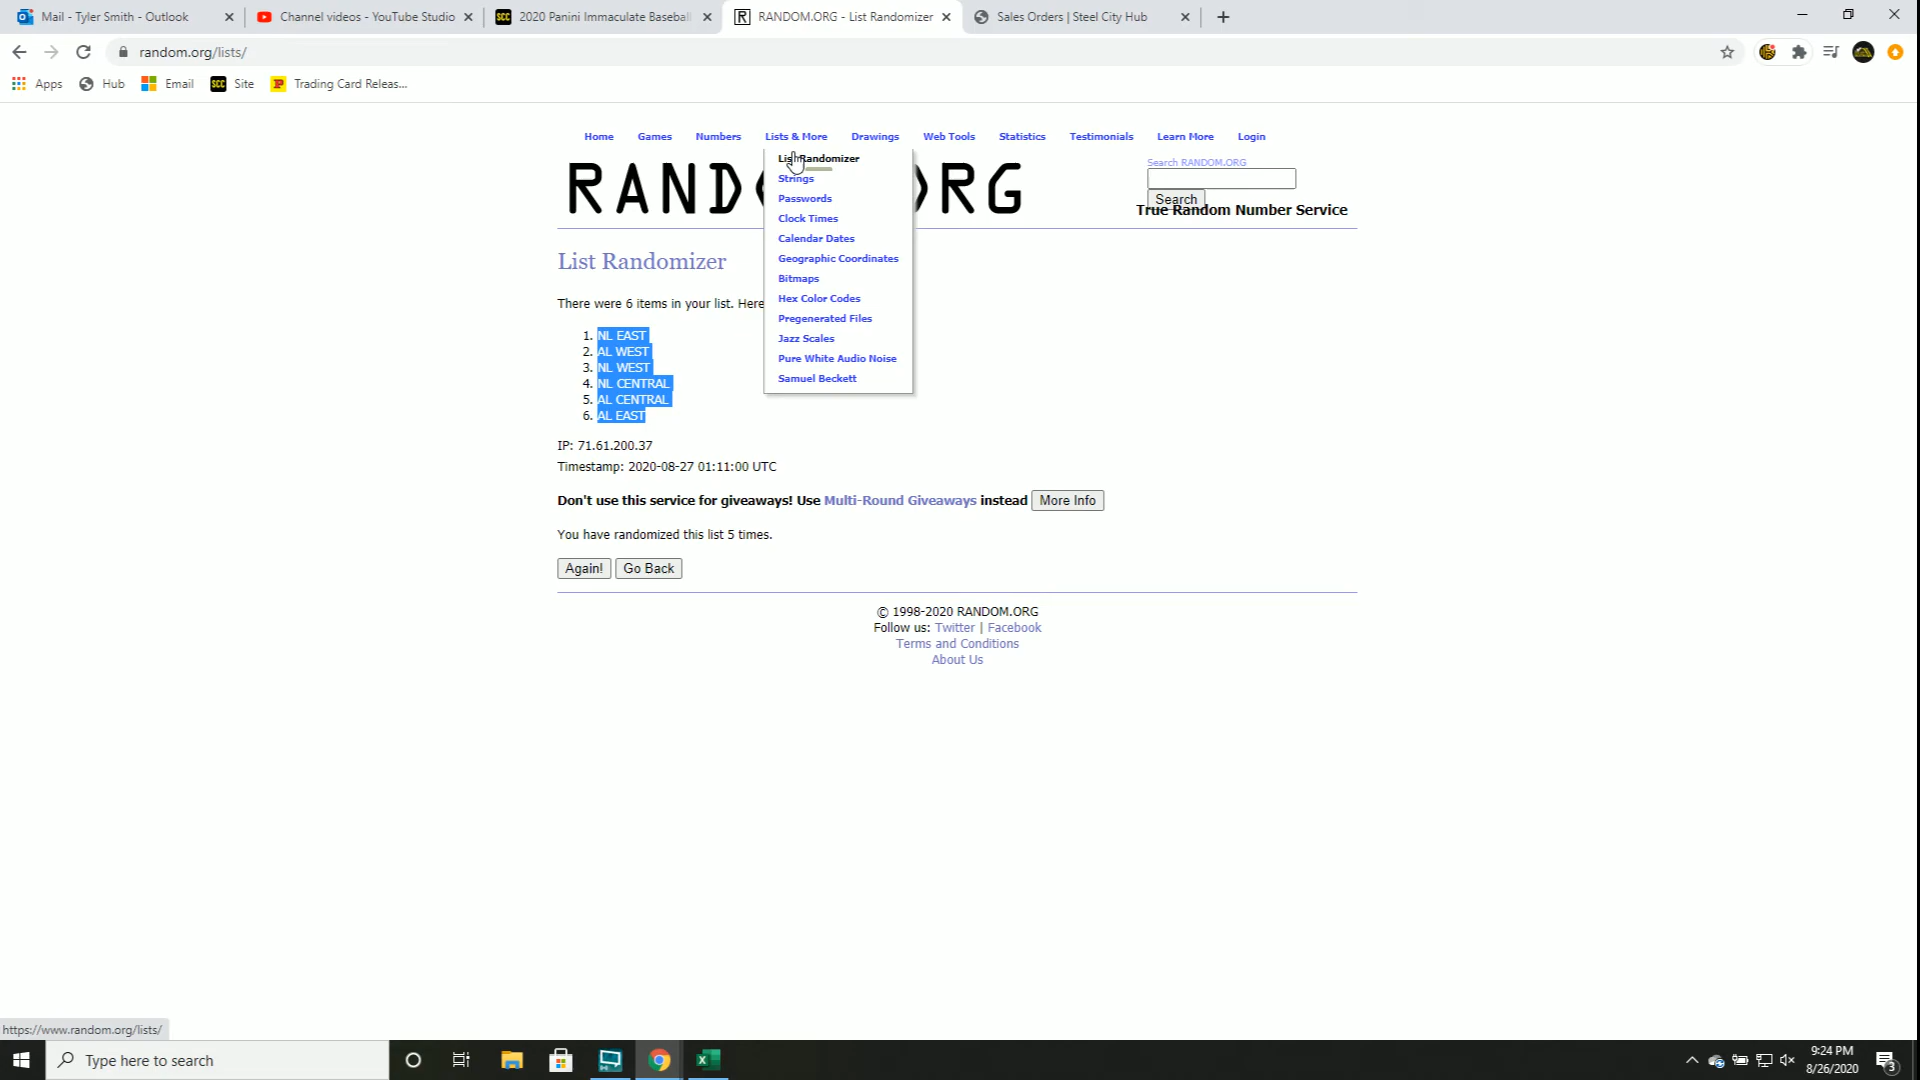 Mail - Tyler Smith - Outlook
Channel videos - YouTube Studio
SCC 2020 Panini Immaculate Baseball
R RANDOM.ORG - List Randomizer
Sales Orders | Steel City Hub
random.org/lists/
Apps Hub Email SCC Site Trading Card Releas...
Home Games Numbers Lists & More Drawings Web Tools Statistics Testimonials Learn More Login
List Randomizer
Strings
Passwords
Clock Times
Calendar Dates
Geographic Coordinates
Bitmaps
Hex Color Codes
Pregenerated Files
Jazz Scales
Pure White Audio Noise
Samuel Beckett
RAND RG
Search RANDOM.ORG
Search
True Random Number Service
List Randomizer
There were 6 items in your list. Here
1. NL EAST
2. AL WEST
3. NL WEST
4. NL CENTRAL
5. AL CENTRAL
6. AL EAST
IP: 71.61.200.37
Timestamp: 2020-08-27 01:11:00 UTC
Don't use this service for giveaways! Use Multi-Round Giveaways instead More Info
You have randomized this list 5 times.
Again! Go Back
© 1998-2020 RANDOM.ORG
Follow us: Twitter | Facebook
Terms and Conditions
About Us
https://www.random.org/lists/
Type here to search
9:24 PM
8/26/2020
3